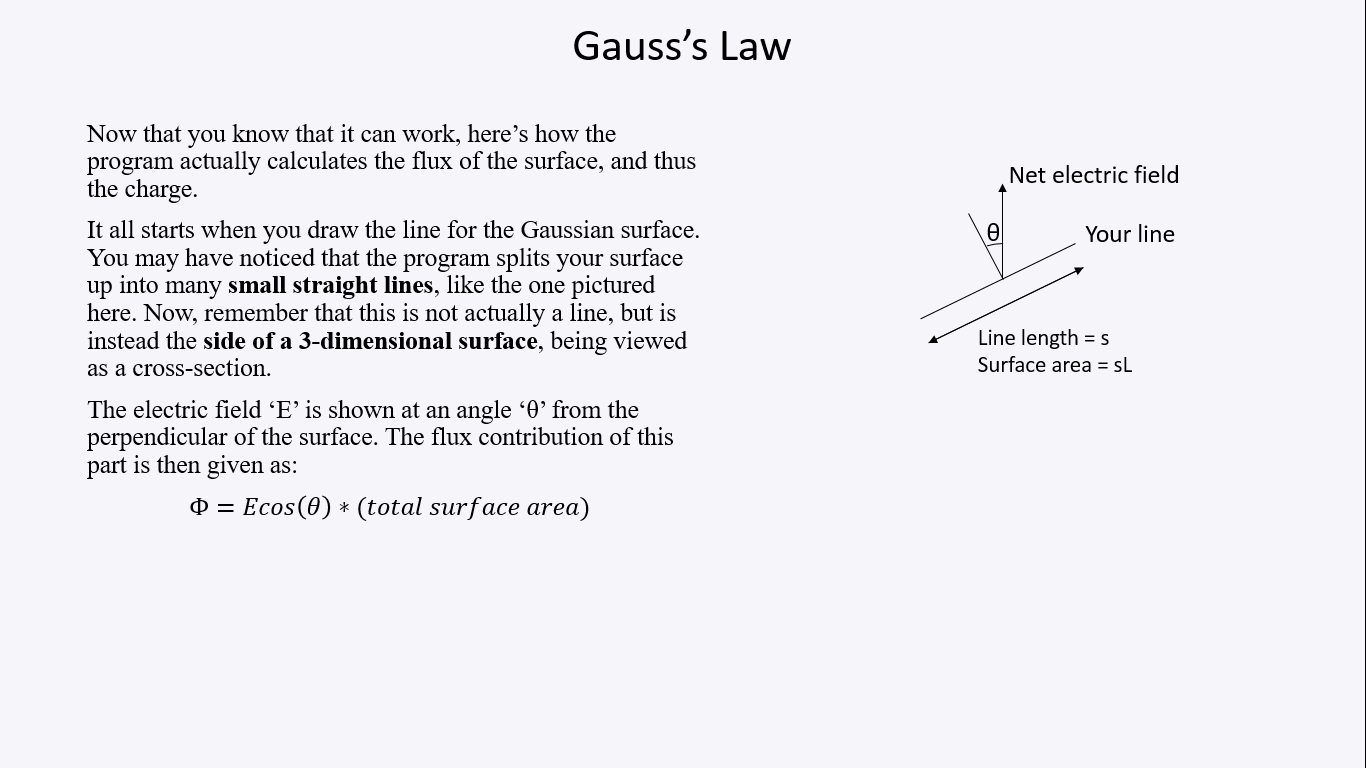 Gauss’s Law
Now that you know that it can work, here’s how the
program actually calculates the flux of the surface, and thus
the charge.
It all starts when you draw the line for the Gaussian surface.
You may have noticed that the program splits your surface
up into many small straight lines, like the one pictured
here. Now, remember that this is not actually a line, but is
instead the side of a 3-dimensional surface, being viewed
as a cross-section.
The electric field ‘E’ is shown at an angle ‘θ’ from the
perpendicular of the surface. The flux contribution of this
part is then given as:
Φ = Ecos(θ) ∗ (total surface area)
Net electric field
θ
Your line
Line length = s
Surface area = sL